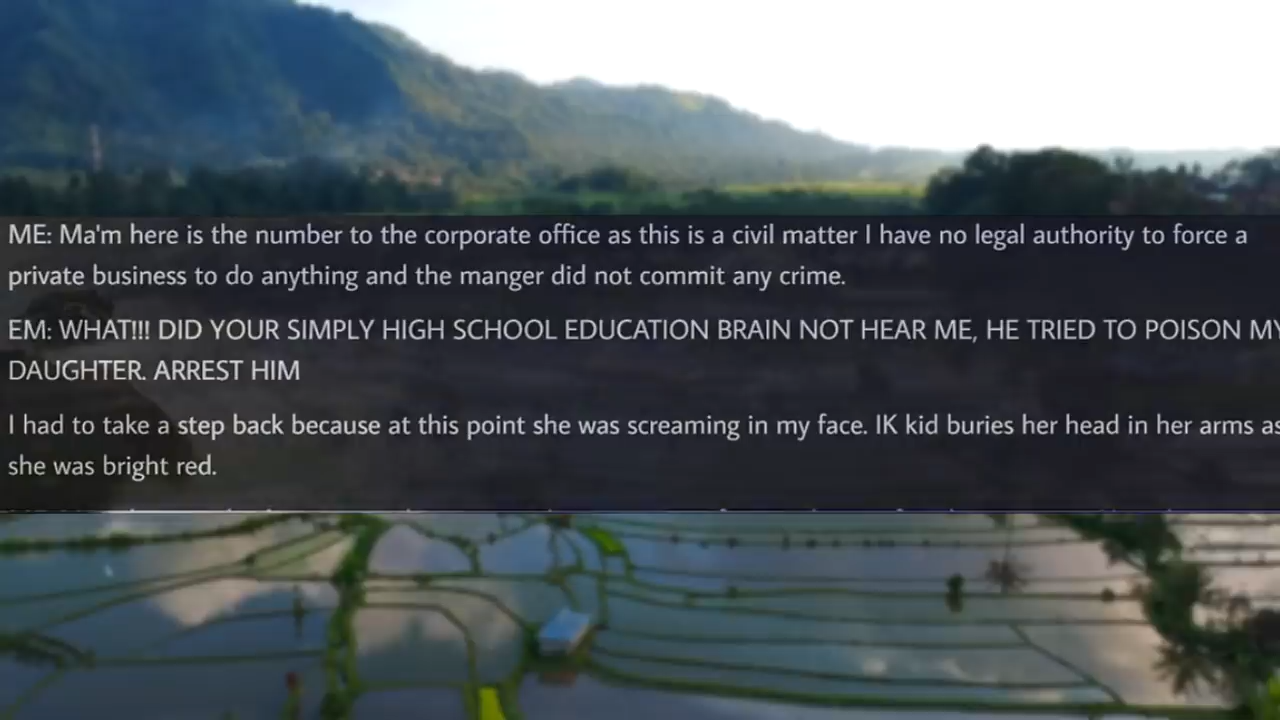 ME: Ma'm here is the number to the corporate office as this is a civil matter I have no legal authority to force a
private business to do anything and the manger did not commit any crime.
EM: WHAT!!! DID YOUR SIMPLY HIGH SCHOOL EDUCATION BRAIN NOT HEAR ME, HE TRIED TO POISON MY
DAUGHTER. ARREST HIM
I had to take a step back because at this point she was screaming in my face. IK kid buries her head in her arms as
she was bright red.